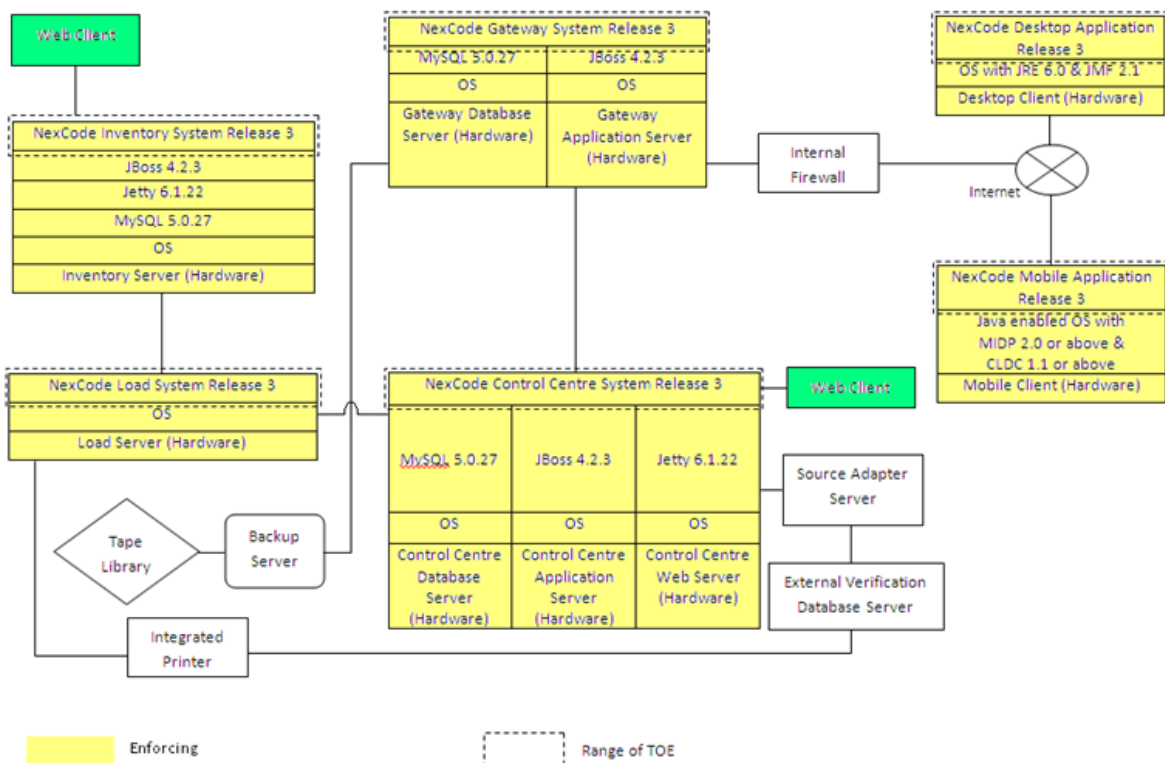 Web Client
NexCode Gateway System Release 3
MySQL 5.0.27
JBoss 4.2.3
OS
OS
Gateway Database
Server (Hardware)
Gateway
Application Server
(Hardware)
NexCode Desktop Application
Release 3
OS with JRE 6.0 & JMF 2.1
Desktop Client (Hardware)
NexCode Inventory System Release 3
JBoss 4.2.3
Jetty 6.1.22
MySQL 5.0.27
OS
Inventory Server (Hardware)
Internal
Firewall
Internet
NexCode Mobile Application
Release 3
Java enabled OS with
MIDP 2.0 or above &
CLDC 1.1 or above
Mobile Client (Hardware)
NexCode Load System Release 3
OS
Load Server (Hardware)
NexCode Control Centre System Release 3
MySQL 5.0.27
JBoss 4.2.3
Jetty 6.1.22
OS
OS
OS
Control Centre
Database
Server
(Hardware)
Control Centre
Application
Server
(Hardware)
Control Centre
Web Server
(Hardware)
Web Client
Source Adapter
Server
External Verification
Database Server
Tape
Library
Backup
Server
Integrated
Printer
Enforcing
Range of TOE